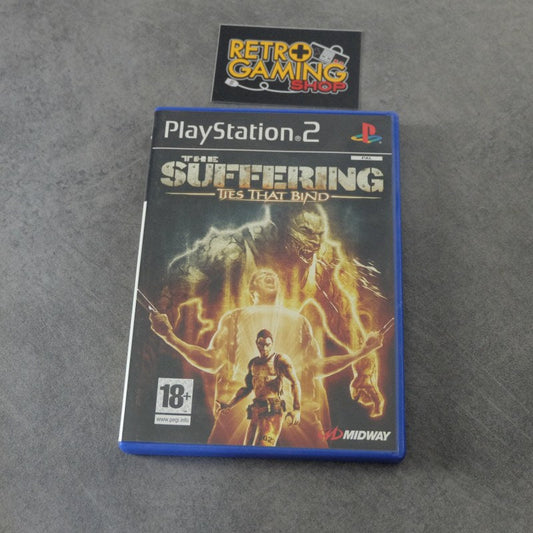 RETRO
GAMING
SHOP
PlayStation®2
THE
SUFFERING
TIES THAT BIND
18+
www.pegi.info
MIDWAY